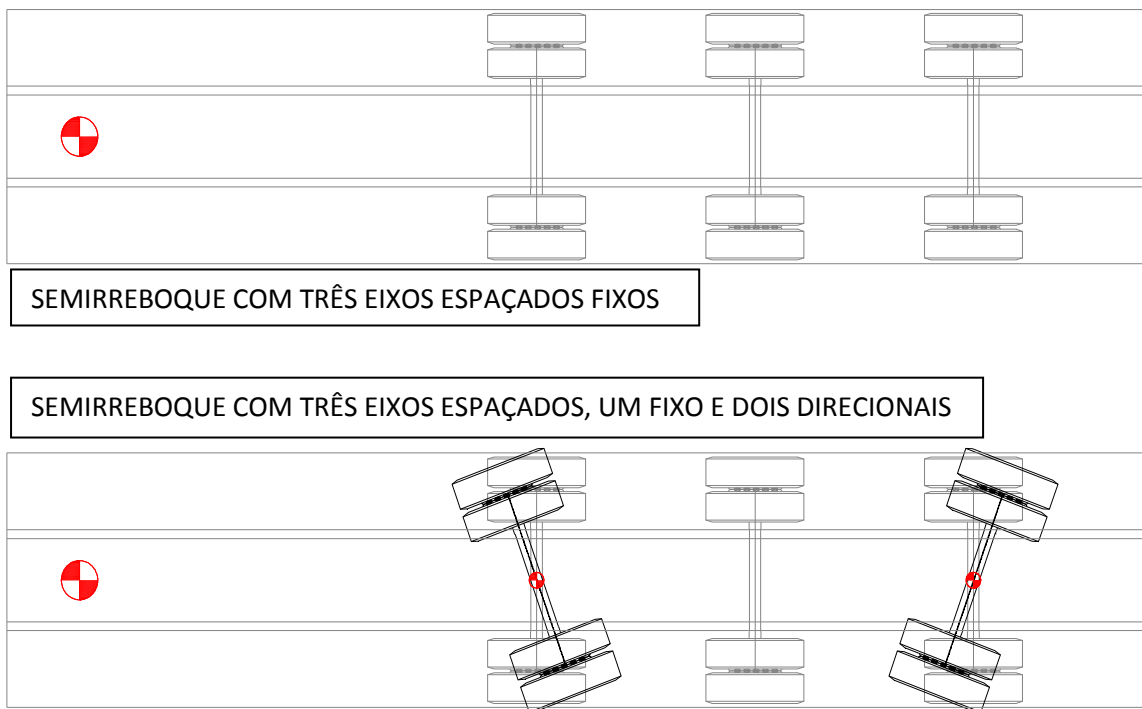 SEMIRREBOQUE COM TRÊS EIXOS ESPAÇADOS FIXOS
SEMIRREBOQUE COM TRÊS EIXOS ESPAÇADOS, UM FIXO E DOIS DIRECIONAIS